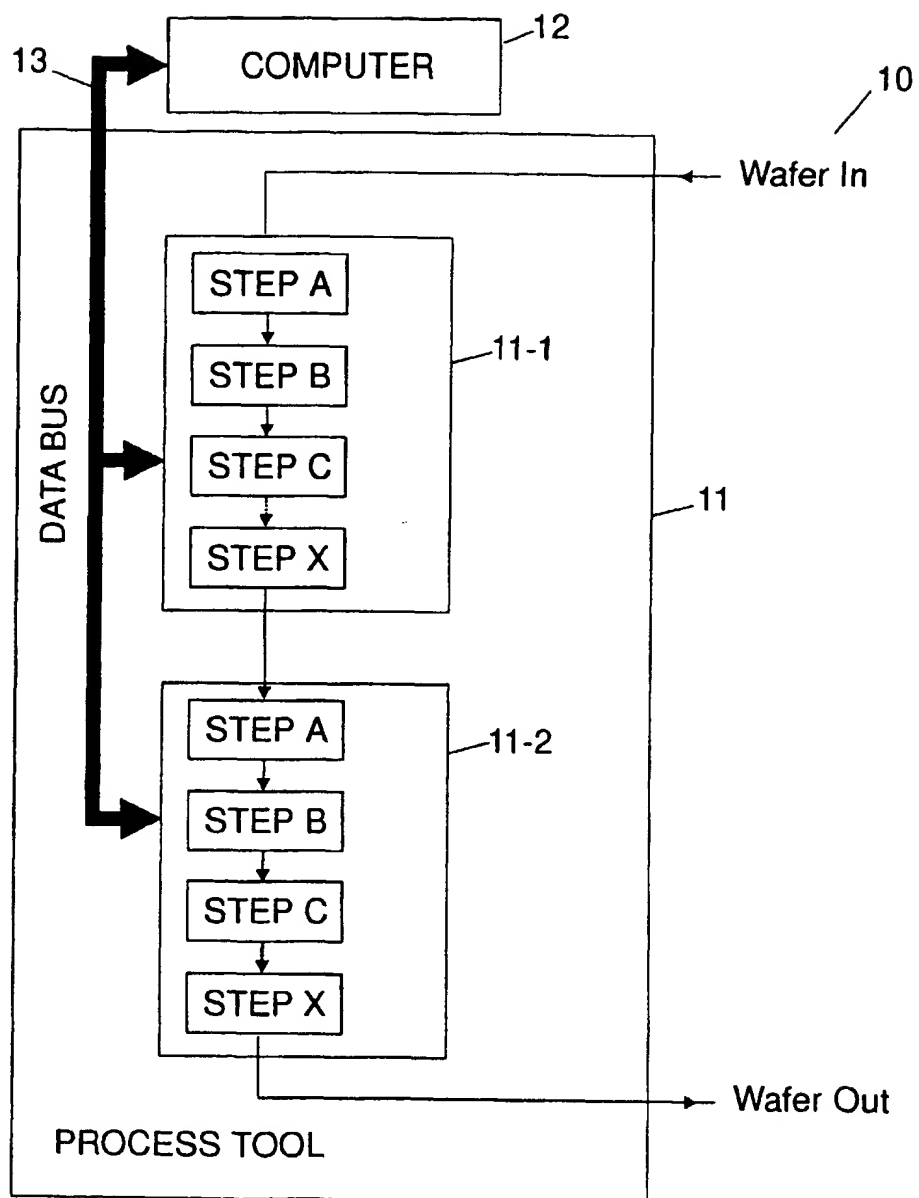 12
13
COMPUTER
10
Wafer In
STEP A
11-1
STEP B
DATA BUS
STEP C
11
STEP X
STEP A
11-2
STEP B
STEP C
STEP X
Wafer Out
PROCESS TOOL